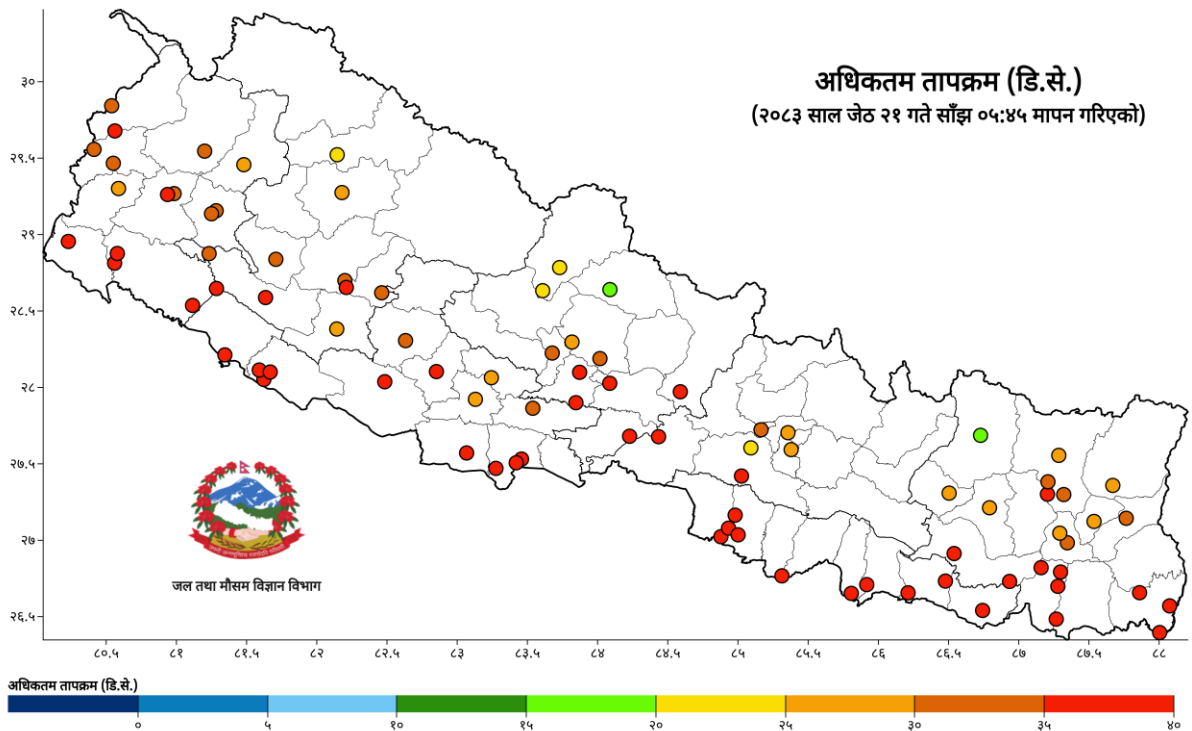 अधिकतम तापक्रम (डि.से.)
(२०८३ साल जेठ २१ गते साँझ ०५:४५ मापन गरिएको)
३०
२९.५
२९
२८.५
२८
२७.५
२७
२६.५
जल तथा मौसम विज्ञान विभाग
८०.५ ८१ ८१.५ ८२ ८२.५ ८३ ८३.५ ८४ ८४.५ ८५ ८५.५ ८६ ८६.५ ८७ ८७.५ ८८
अधिकतम तापक्रम (डि.से.)
० ५ १० १५ २० २५ ३० ३५ ४०